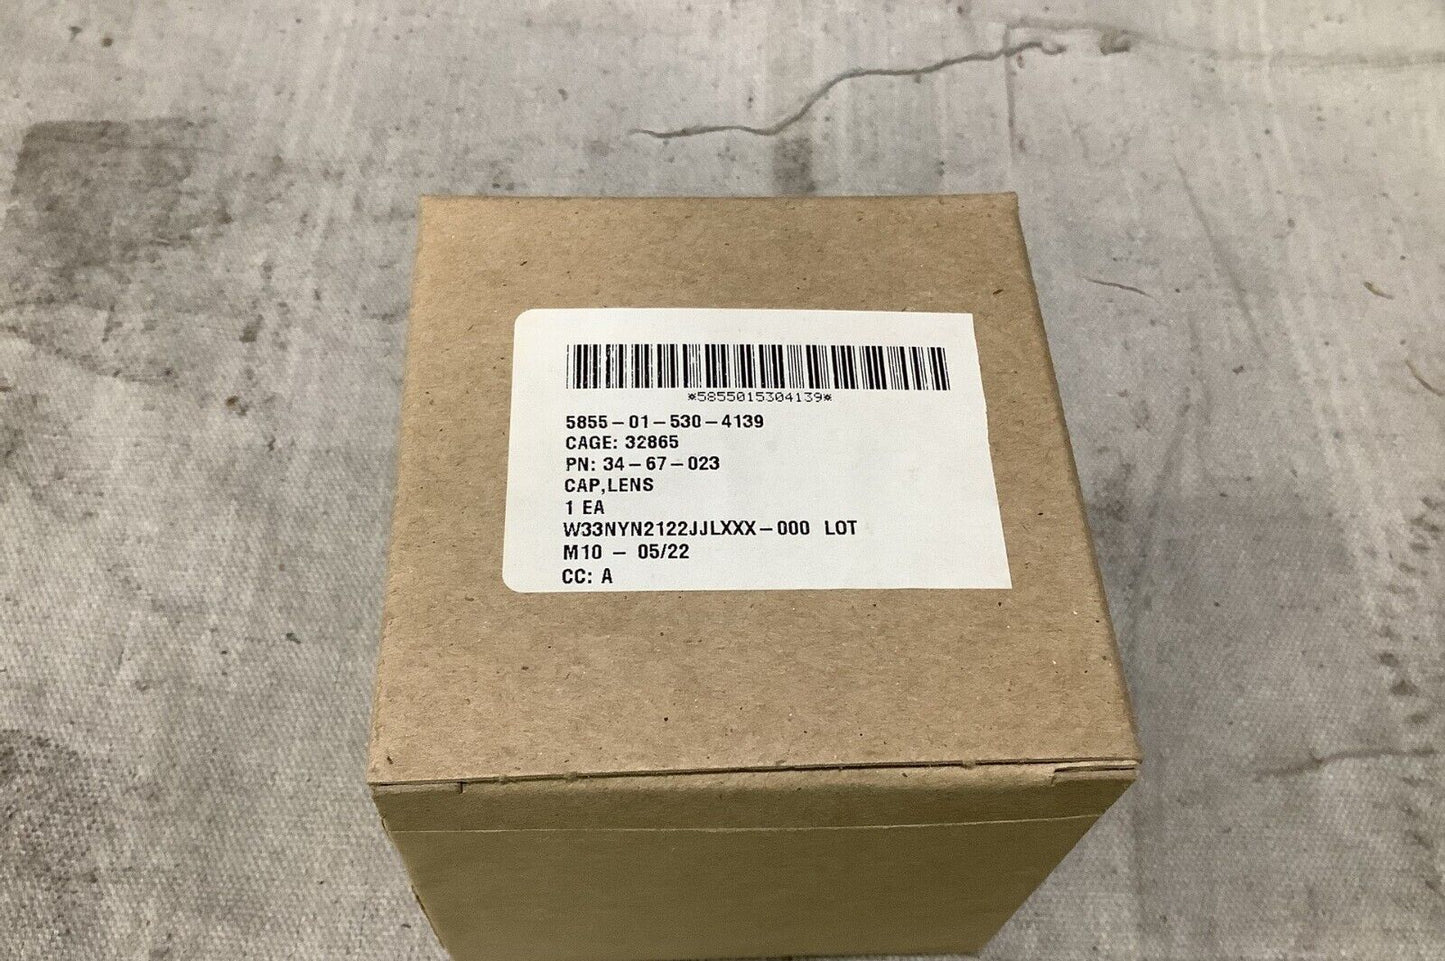 *5855015304139*
5855-01-530-4139
CAGE: 32865
PN: 34-67-023
CAP,LENS
1 EA
W33NYN2122JJLXXX-000 LOT
M10 - 05/22
CC: A